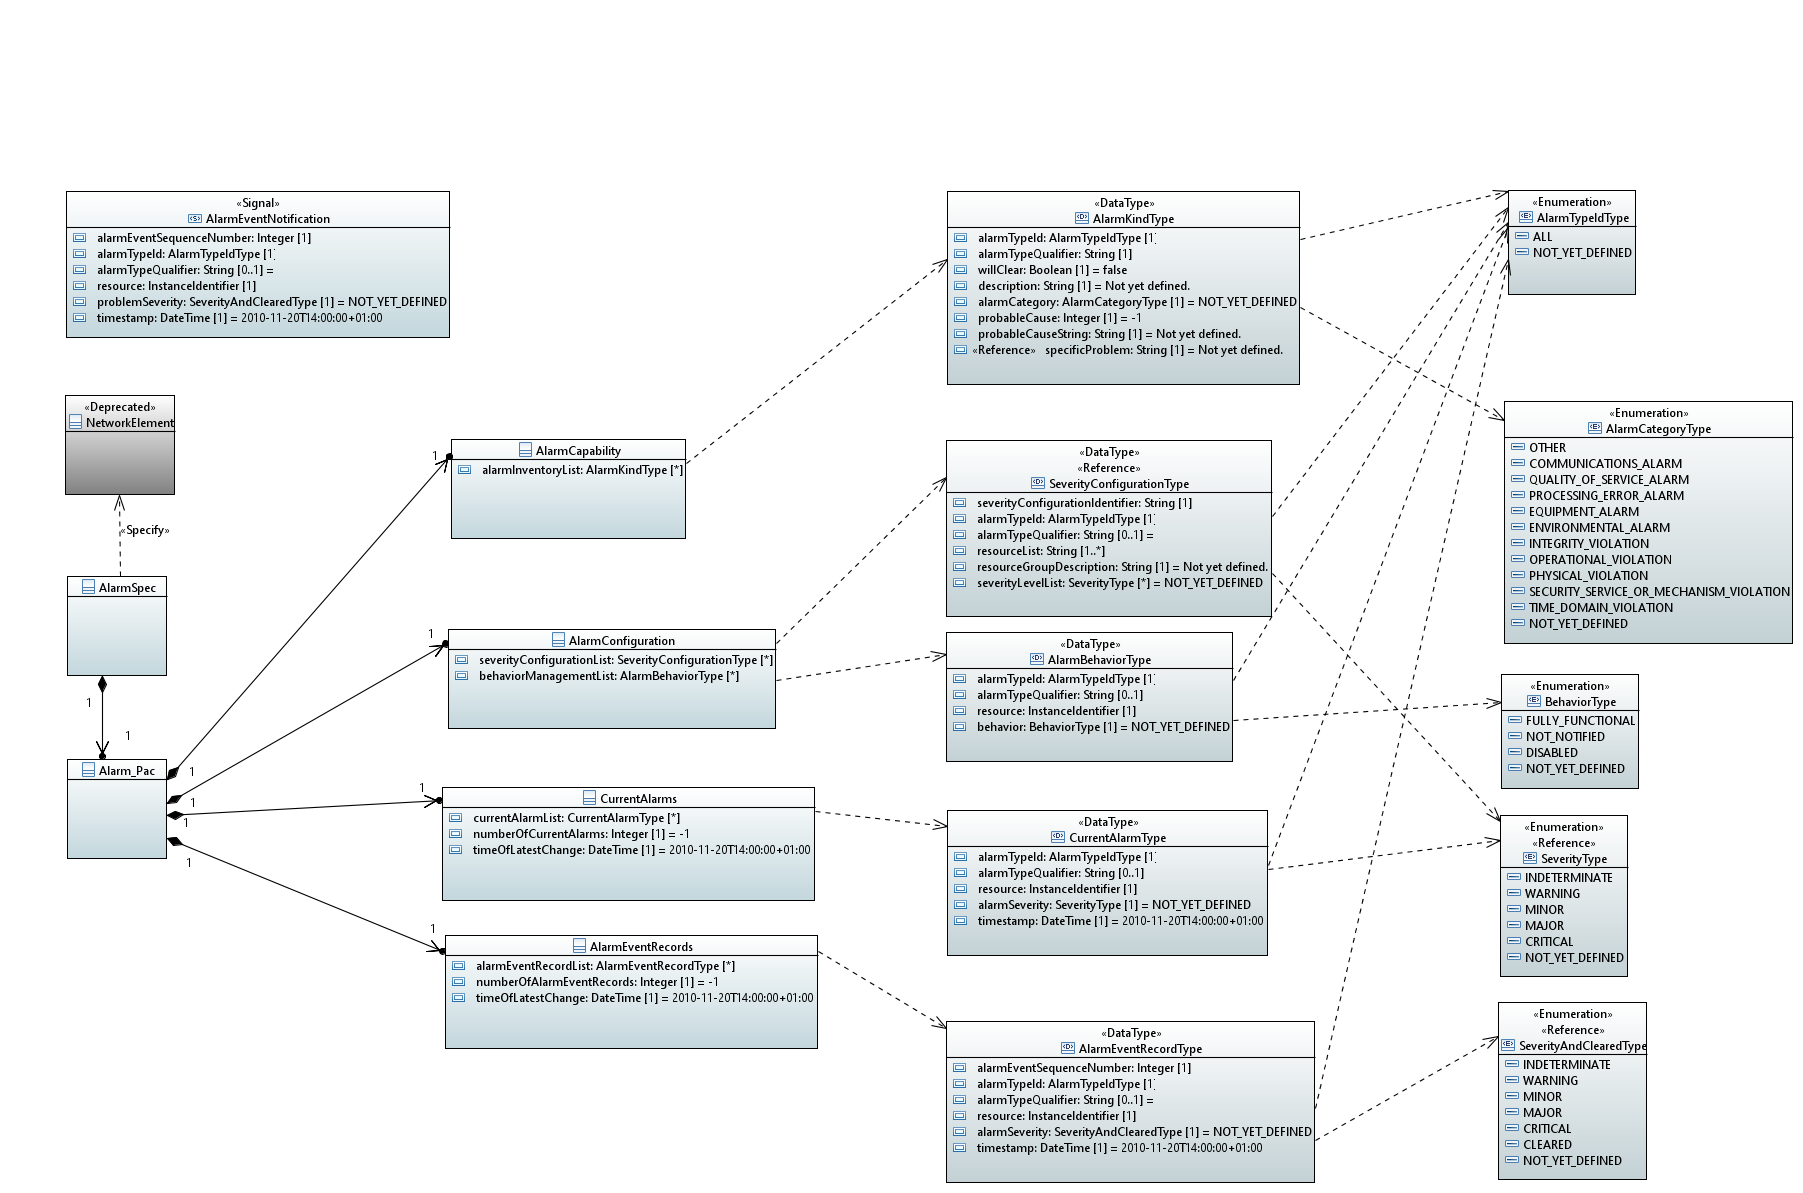 «Signal»
AlarmEventNotification
alarmEventSequenceNumber: Integer [1]
alarmTypeId: AlarmTypeIdType [1]
alarmTypeQualifier: String [0..1] =
resource: InstanceIdentifier [1]
problemSeverity: SeverityAndClearedType [1] = NOT_YET_DEFINED
timestamp: DateTime [1] = 2010-11-20T14:00:00+01:00
«Deprecated»
NetworkElement
«Specify»
AlarmSpec
1
1
Alarm_Pac
1
1
1
1
1
AlarmCapability
alarmInventoryList: AlarmKindType [*]
1
AlarmConfiguration
severityConfigurationList: SeverityConfigurationType [*]
behaviorManagementList: AlarmBehaviorType [*]
1
CurrentAlarms
currentAlarmList: CurrentAlarmType [*]
numberOfCurrentAlarms: Integer [1] = -1
timeOfLatestChange: DateTime [1] = 2010-11-20T14:00:00+01:00
1
AlarmEventRecords
alarmEventRecordList: AlarmEventRecordType [*]
numberOfAlarmEventRecords: Integer [1] = -1
timeOfLatestChange: DateTime [1] = 2010-11-20T14:00:00+01:00
«DataType»
AlarmKindType
alarmTypeId: AlarmTypeIdType [1]
alarmTypeQualifier: String [1]
willClear: Boolean [1] = false
description: String [1] = Not yet defined.
alarmCategory: AlarmCategoryType [1] = NOT_YET_DEFINED
probableCause: Integer [1] = -1
probableCauseString: String [1] = Not yet defined.
«Reference» specificProblem: String [1] = Not yet defined.
«DataType»
«Reference»
SeverityConfigurationType
severityConfigurationIdentifier: String [1]
alarmTypeId: AlarmTypeIdType [1]
alarmTypeQualifier: String [0..1] =
resourceList: String [1..*]
resourceGroupDescription: String [1] = Not yet defined.
severityLevelList: SeverityType [*] = NOT_YET_DEFINED
«DataType»
AlarmBehaviorType
alarmTypeId: AlarmTypeIdType [1]
alarmTypeQualifier: String [0..1]
resource: InstanceIdentifier [1]
behavior: BehaviorType [1] = NOT_YET_DEFINED
«DataType»
CurrentAlarmType
alarmTypeId: AlarmTypeIdType [1]
alarmTypeQualifier: String [0..1]
resource: InstanceIdentifier [1]
alarmSeverity: SeverityType [1] = NOT_YET_DEFINED
timestamp: DateTime [1] = 2010-11-20T14:00:00+01:00
«DataType»
AlarmEventRecordType
alarmEventSequenceNumber: Integer [1]
alarmTypeId: AlarmTypeIdType [1]
alarmTypeQualifier: String [0..1] =
resource: InstanceIdentifier [1]
alarmSeverity: SeverityAndClearedType [1] = NOT_YET_DEFINED
timestamp: DateTime [1] = 2010-11-20T14:00:00+01:00
«Enumeration»
AlarmTypeIdType
ALL
NOT_YET_DEFINED
«Enumeration»
AlarmCategoryType
OTHER
COMMUNICATIONS_ALARM
QUALITY_OF_SERVICE_ALARM
PROCESSING_ERROR_ALARM
EQUIPMENT_ALARM
ENVIRONMENTAL_ALARM
INTEGRITY_VIOLATION
OPERATIONAL_VIOLATION
PHYSICAL_VIOLATION
SECURITY_SERVICE_OR_MECHANISM_VIOLATION
TIME_DOMAIN_VIOLATION
NOT_YET_DEFINED
«Enumeration»
BehaviorType
FULLY_FUNCTIONAL
NOT_NOTIFIED
DISABLED
NOT_YET_DEFINED
«Enumeration»
«Reference»
SeverityType
INDETERMINATE
WARNING
MINOR
MAJOR
CRITICAL
NOT_YET_DEFINED
«Enumeration»
«Reference»
SeverityAndClearedType
INDETERMINATE
WARNING
MINOR
MAJOR
CRITICAL
CLEARED
NOT_YET_DEFINED